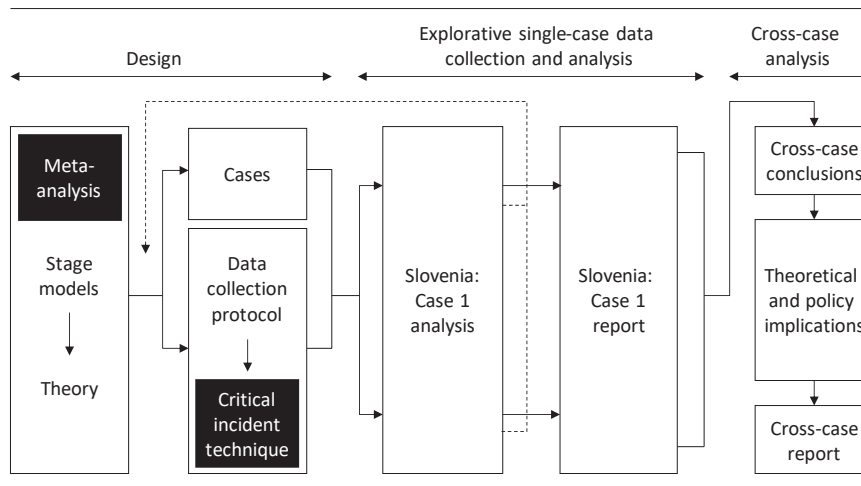 Design
Explorative single-case data
collection and analysis
Cross-case
analysis
Meta-
analysis
Stage
models
Theory
Cases
Data
collection
protocol
Critical
incident
technique
Slovenia:
Case 1
analysis
Slovenia:
Case 1
report
Cross-case
conclusions
Theoretical
and policy
implications
Cross-case
report